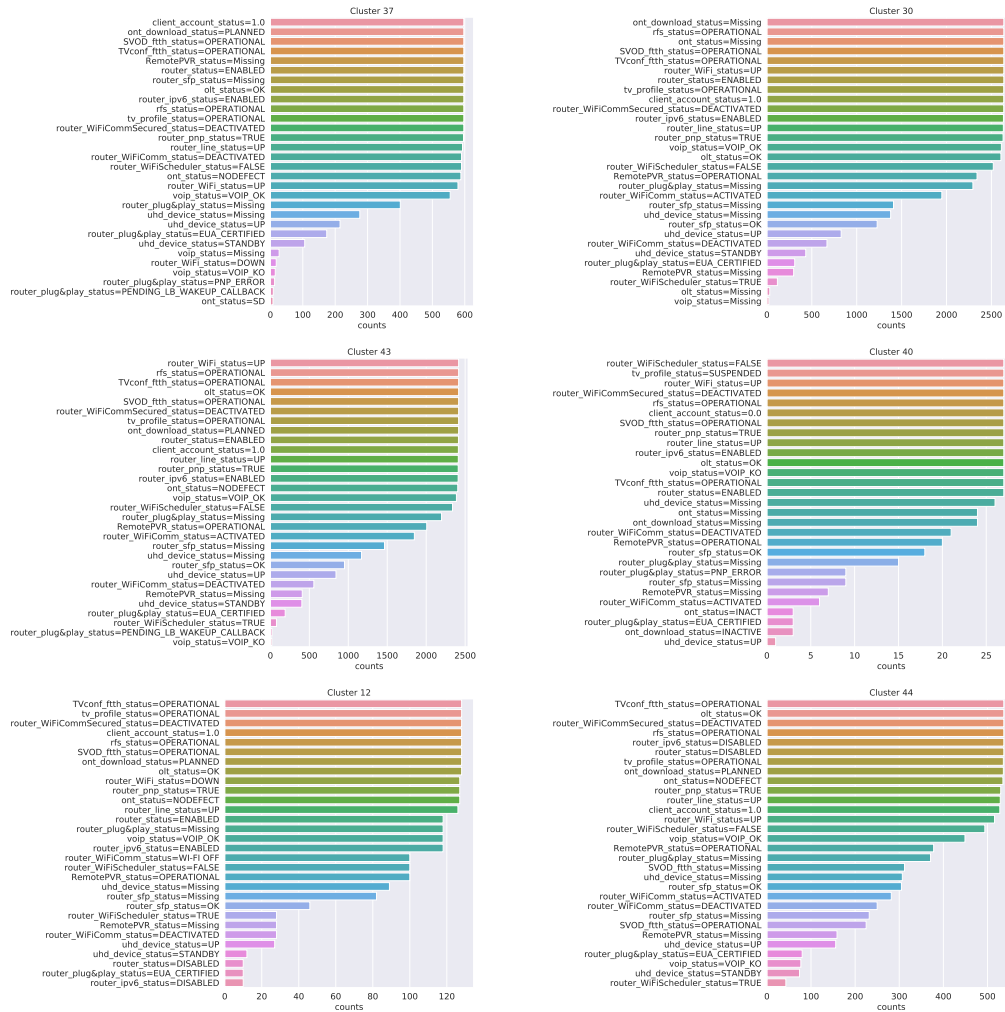 Cluster 37
client_account_status=1.0
ont_download_status=PLANNED
SVOD_ftth_status=OPERATIONAL
TVconf_ftth_status=OPERATIONAL
RemotePVR_status=Missing
router_status=ENABLED
router_sfp_status=Missing
olt_status=OK
router_ipv6_status=ENABLED
rfs_status=OPERATIONAL
tv_profile_status=OPERATIONAL
router_WiFiCommSecured_status=DEACTIVATED
router_pnp_status=TRUE
router_line_status=UP
router_WiFiComm_status=DEACTIVATED
router_WiFiScheduler_status=FALSE
ont_status=NODEFECT
router_WiFi_status=UP
voip_status=VOIP_OK
router_plug&play_status=Missing
uhd_device_status=Missing
uhd_device_status=UP
router_plug&play_status=EUA_CERTIFIED
uhd_device_status=STANDBY
voip_status=Missing
router_WiFi_status=DOWN
voip_status=VOIP_KO
router_plug&play_status=PNP_ERROR
router_plug&play_status=PENDING_LB_WAKEUP_CALLBACK
ont_status=SD
0 100 200 300 400 500 600
counts
Cluster 30
ont_download_status=Missing
rfs_status=OPERATIONAL
ont_status=Missing
SVOD_ftth_status=OPERATIONAL
TVconf_ftth_status=OPERATIONAL
router_WiFi_status=UP
router_status=ENABLED
tv_profile_status=OPERATIONAL
client_account_status=1.0
router_WiFiCommSecured_status=DEACTIVATED
router_ipv6_status=ENABLED
router_line_status=UP
router_pnp_status=TRUE
voip_status=VOIP_OK
olt_status=OK
router_WiFiScheduler_status=FALSE
RemotePVR_status=OPERATIONAL
router_plug&play_status=Missing
router_WiFiComm_status=ACTIVATED
router_sfp_status=Missing
uhd_device_status=Missing
router_sfp_status=OK
uhd_device_status=UP
router_WiFiComm_status=DEACTIVATED
uhd_device_status=STANDBY
router_plug&play_status=EUA_CERTIFIED
RemotePVR_status=Missing
router_WiFiScheduler_status=TRUE
olt_status=Missing
voip_status=Missing
0 500 1000 1500 2000 2500
counts
Cluster 43
router_WiFi_status=UP
rfs_status=OPERATIONAL
TVconf_ftth_status=OPERATIONAL
olt_status=OK
SVOD_ftth_status=OPERATIONAL
router_WiFiCommSecured_status=DEACTIVATED
tv_profile_status=OPERATIONAL
ont_download_status=PLANNED
router_status=ENABLED
client_account_status=1.0
router_line_status=UP
router_pnp_status=TRUE
router_ipv6_status=ENABLED
ont_status=NODEFECT
voip_status=VOIP_OK
router_WiFiScheduler_status=FALSE
router_plug&play_status=Missing
RemotePVR_status=OPERATIONAL
router_WiFiComm_status=ACTIVATED
router_sfp_status=Missing
uhd_device_status=Missing
router_sfp_status=OK
uhd_device_status=UP
router_WiFiComm_status=DEACTIVATED
RemotePVR_status=Missing
uhd_device_status=STANDBY
router_plug&play_status=EUA_CERTIFIED
router_WiFiScheduler_status=TRUE
router_plug&play_status=PENDING_LB_WAKEUP_CALLBACK
voip_status=VOIP_KO
0 500 1000 1500 2000 2500
counts
Cluster 40
router_WiFiScheduler_status=FALSE
tv_profile_status=SUSPENDED
router_WiFi_status=UP
router_WiFiCommSecured_status=DEACTIVATED
rfs_status=OPERATIONAL
client_account_status=0.0
SVOD_ftth_status=OPERATIONAL
router_pnp_status=TRUE
router_line_status=UP
router_ipv6_status=ENABLED
olt_status=OK
voip_status=VOIP_KO
TVconf_ftth_status=OPERATIONAL
router_status=ENABLED
uhd_device_status=Missing
ont_status=Missing
ont_download_status=Missing
router_WiFiComm_status=DEACTIVATED
RemotePVR_status=OPERATIONAL
router_sfp_status=OK
router_plug&play_status=Missing
router_plug&play_status=PNP_ERROR
router_sfp_status=Missing
RemotePVR_status=Missing
router_WiFiComm_status=ACTIVATED
ont_status=INACT
router_plug&play_status=EUA_CERTIFIED
ont_download_status=INACTIVE
uhd_device_status=UP
0 5 10 15 20 25
counts
Cluster 12
TVconf_ftth_status=OPERATIONAL
tv_profile_status=OPERATIONAL
router_WiFiCommSecured_status=DEACTIVATED
client_account_status=1.0
rfs_status=OPERATIONAL
SVOD_ftth_status=OPERATIONAL
ont_download_status=PLANNED
olt_status=OK
router_WiFi_status=DOWN
router_pnp_status=TRUE
ont_status=NODEFECT
router_line_status=UP
router_status=ENABLED
router_plug&play_status=Missing
voip_status=VOIP_OK
router_ipv6_status=ENABLED
router_WiFiComm_status=WI-FI OFF
router_WiFiScheduler_status=FALSE
RemotePVR_status=OPERATIONAL
uhd_device_status=Missing
router_sfp_status=Missing
router_sfp_status=OK
router_WiFiScheduler_status=TRUE
RemotePVR_status=Missing
router_WiFiComm_status=DEACTIVATED
uhd_device_status=UP
uhd_device_status=STANDBY
router_status=DISABLED
router_plug&play_status=EUA_CERTIFIED
router_ipv6_status=DISABLED
0 20 40 60 80 100 120
counts
Cluster 44
TVconf_ftth_status=OPERATIONAL
olt_status=OK
router_WiFiCommSecured_status=DEACTIVATED
rfs_status=OPERATIONAL
router_ipv6_status=DISABLED
router_status=DISABLED
tv_profile_status=OPERATIONAL
ont_download_status=PLANNED
ont_status=NODEFECT
router_pnp_status=TRUE
router_line_status=UP
client_account_status=1.0
router_WiFi_status=UP
router_WiFiScheduler_status=FALSE
voip_status=VOIP_OK
RemotePVR_status=OPERATIONAL
router_plug&play_status=Missing
SVOD_ftth_status=Missing
uhd_device_status=Missing
router_sfp_status=OK
router_WiFiComm_status=ACTIVATED
router_WiFiComm_status=DEACTIVATED
router_sfp_status=Missing
SVOD_ftth_status=OPERATIONAL
RemotePVR_status=Missing
uhd_device_status=UP
router_plug&play_status=EUA_CERTIFIED
voip_status=VOIP_KO
uhd_device_status=STANDBY
router_WiFiScheduler_status=TRUE
0 100 200 300 400 500
counts